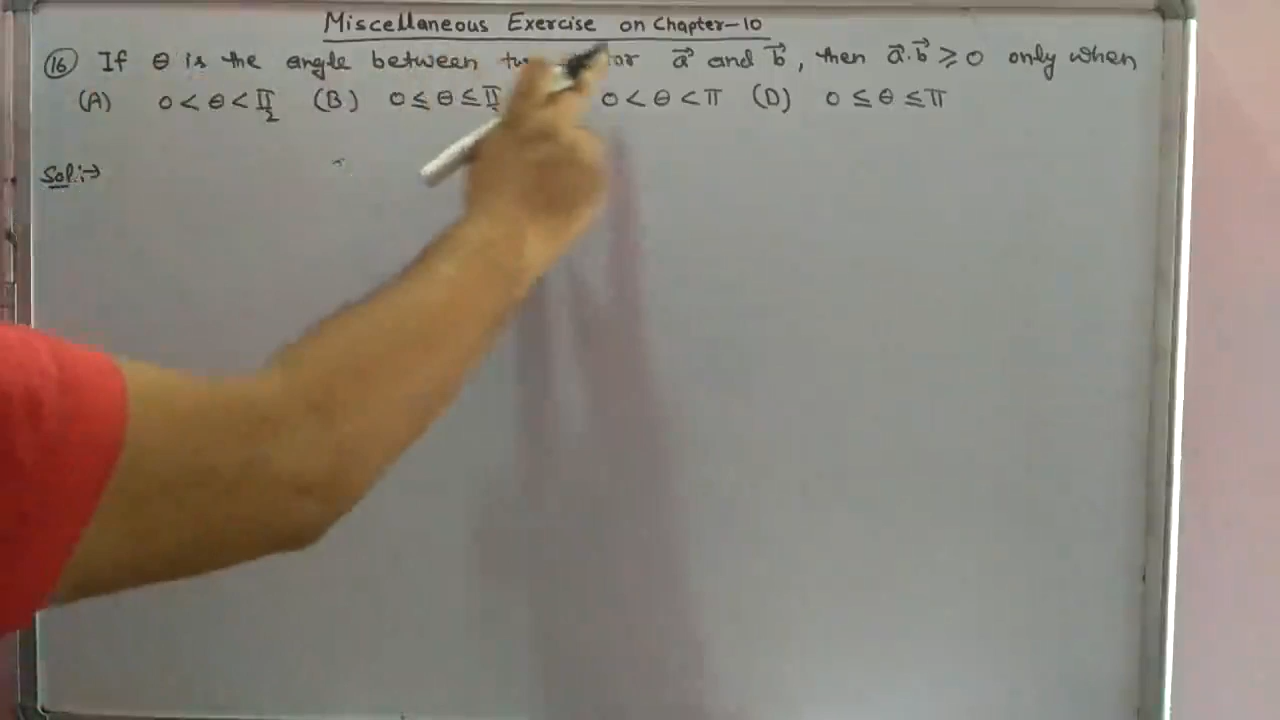 Miscellaneous Exercise on Chapter-10
(16) If θ is the angle between a⃗ and b⃗, then a⃗.b⃗ ⩾ 0 only when
(A) 0 < θ < π/2 (B) 0 ≤ θ ≤ π 0 < θ < π (D) 0 ≤ θ ≤ π
Sol:→